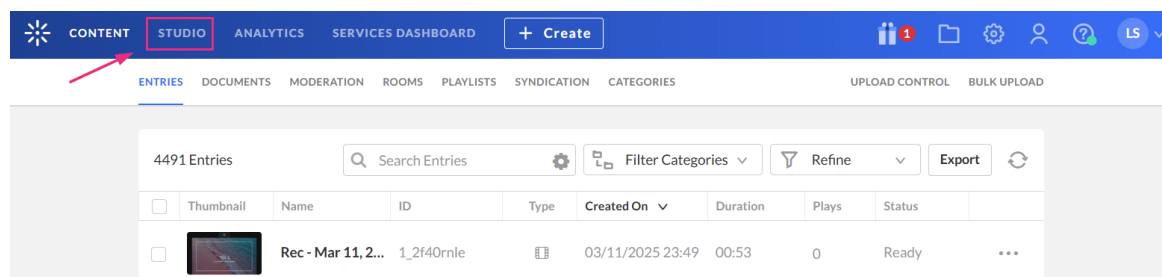 CONTENT STUDIO ANALYTICS SERVICES DASHBOARD + Create 1 LS
ENTRIES DOCUMENTS MODERATION ROOMS PLAYLISTS SYNDICATION CATEGORIES UPLOAD CONTROL BULK UPLOAD
4491 Entries Search Entries Filter Categories Refine Export
Thumbnail Name ID Type Created On Duration Plays Status
Rec - Mar 11, 2... 1_2f40rnle 03/11/2025 23:49 00:53 0 Ready